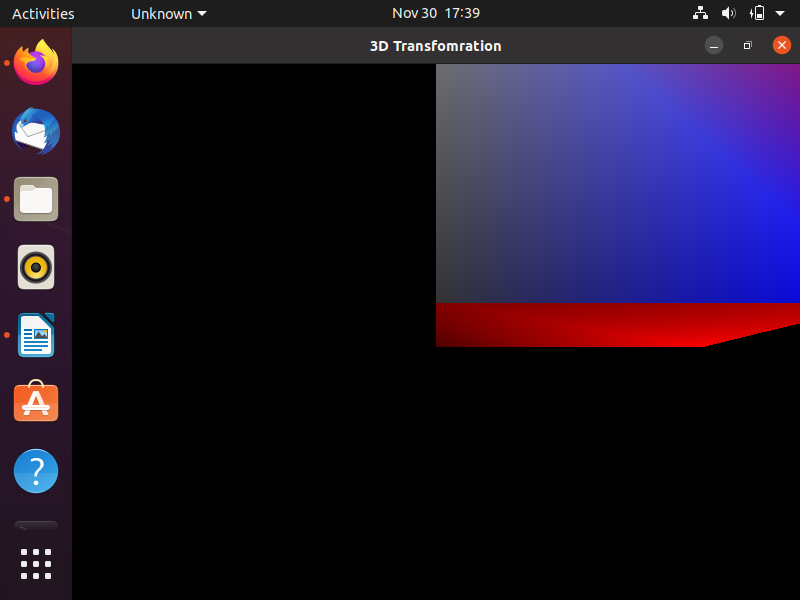 Activities
Unknown
Nov 30 17:39
3D Transfomration